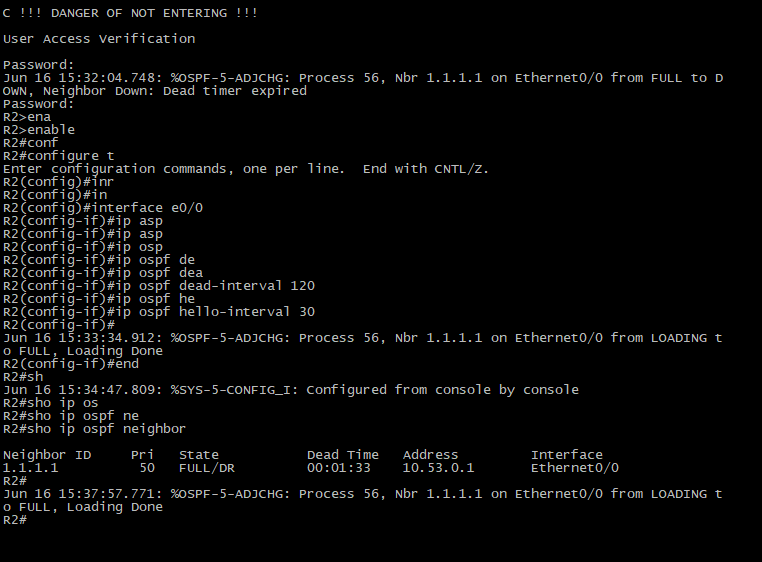 C !!! DANGER OF NOT ENTERING !!!
User Access Verification
Password:
Jun 16 15:32:04.748: %OSPF-5-ADJCHG: Process 56, Nbr 1.1.1.1 on Ethernet0/0 from FULL to D
OWN, Neighbor Down: Dead timer expired
Password:
R2>ena
R2>enable
R2#conf
R2#configure t
Enter configuration commands, one per line.  End with CNTL/Z.
R2(config)#inr
R2(config)#in
R2(config)#interface e0/0
R2(config-if)#ip asp
R2(config-if)#ip asp
R2(config-if)#ip osp
R2(config-if)#ip ospf de
R2(config-if)#ip ospf dea
R2(config-if)#ip ospf dead-interval 120
R2(config-if)#ip ospf he
R2(config-if)#ip ospf hello-interval 30
R2(config-if)#
Jun 16 15:33:34.912: %OSPF-5-ADJCHG: Process 56, Nbr 1.1.1.1 on Ethernet0/0 from LOADING t
o FULL, Loading Done
R2(config-if)#end
R2#sh
Jun 16 15:34:47.809: %SYS-5-CONFIG_I: Configured from console by console
R2#sho ip os
R2#sho ip ospf ne
R2#sho ip ospf neighbor
Neighbor ID     Pri   State           Dead Time   Address         Interface
1.1.1.1          50   FULL/DR         00:01:33    10.53.0.1       Ethernet0/0
R2#
Jun 16 15:37:57.771: %OSPF-5-ADJCHG: Process 56, Nbr 1.1.1.1 on Ethernet0/0 from LOADING t
o FULL, Loading Done
R2#